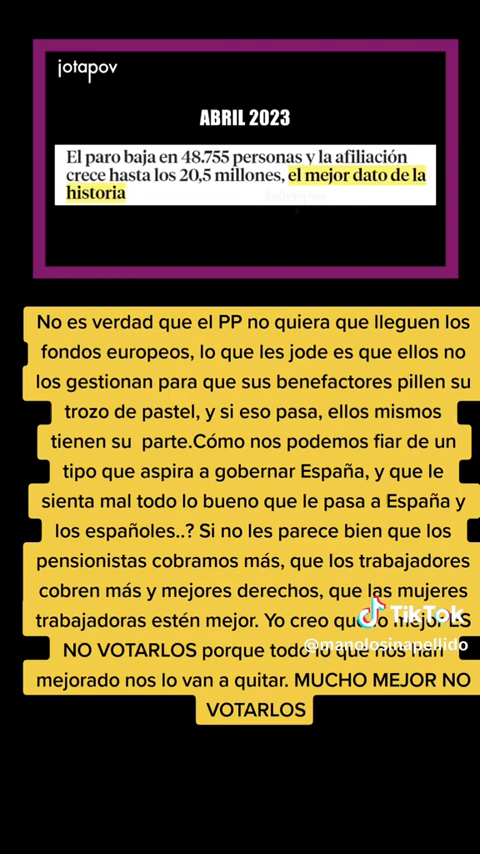 jotapov
ABRIL 2023
El paro baja en 48.755 personas y la afiliación
crece hasta los 20,5 millones, el mejor dato de la
historia
No es verdad que el PP no quiera que lleguen los
fondos europeos, lo que les jode es que ellos no
los gestionan para que sus benefactores pillen su
trozo de pastel, y si eso pasa, ellos mismos
tienen su parte.Cómo nos podemos fiar de un
tipo que aspira a gobernar España, y que le
sienta mal todo lo bueno que le pasa a España y
los españoles..? Si no les parece bien que los
pensionistas cobramos más, que los trabajadores
cobren más y mejores derechos, que las mujeres
trabajadoras estén mejor. Yo creo que lo mejor ES
TikTok
NO VOTARLOS porque todo lo que nos han
@manolosinapellido
mejorado nos lo van a quitar. MUCHO MEJOR NO
VOTARLOS